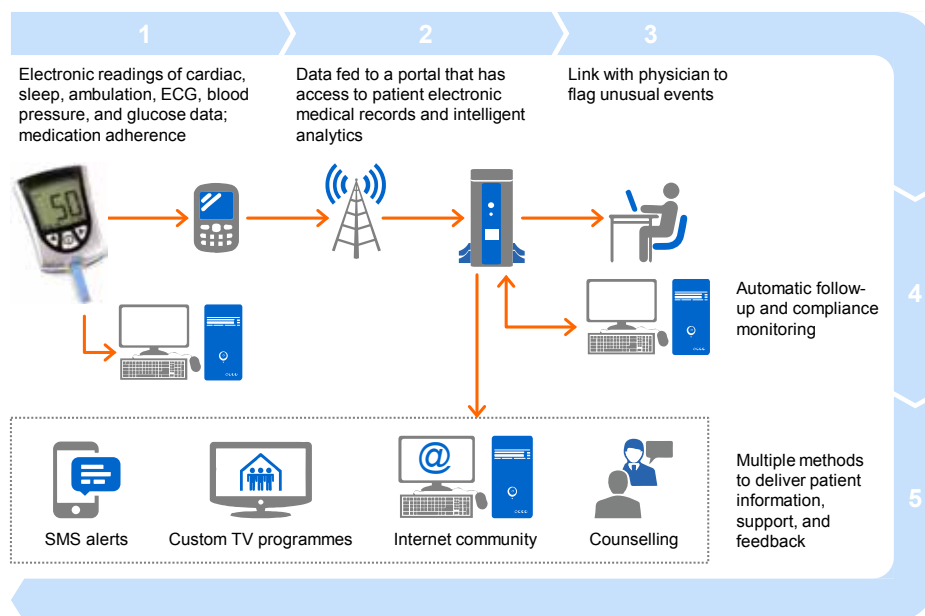 1
2
3
Electronic readings of cardiac,
sleep, ambulation, ECG, blood
pressure, and glucose data;
medication adherence
Data fed to a portal that has
access to patient electronic
medical records and intelligent
analytics
Link with physician to
flag unusual events
50
Automatic follow-
up and compliance
monitoring
4
@
SMS alerts
Custom TV programmes
Internet community
Counselling
Multiple methods
to deliver patient
information,
support, and
feedback
5